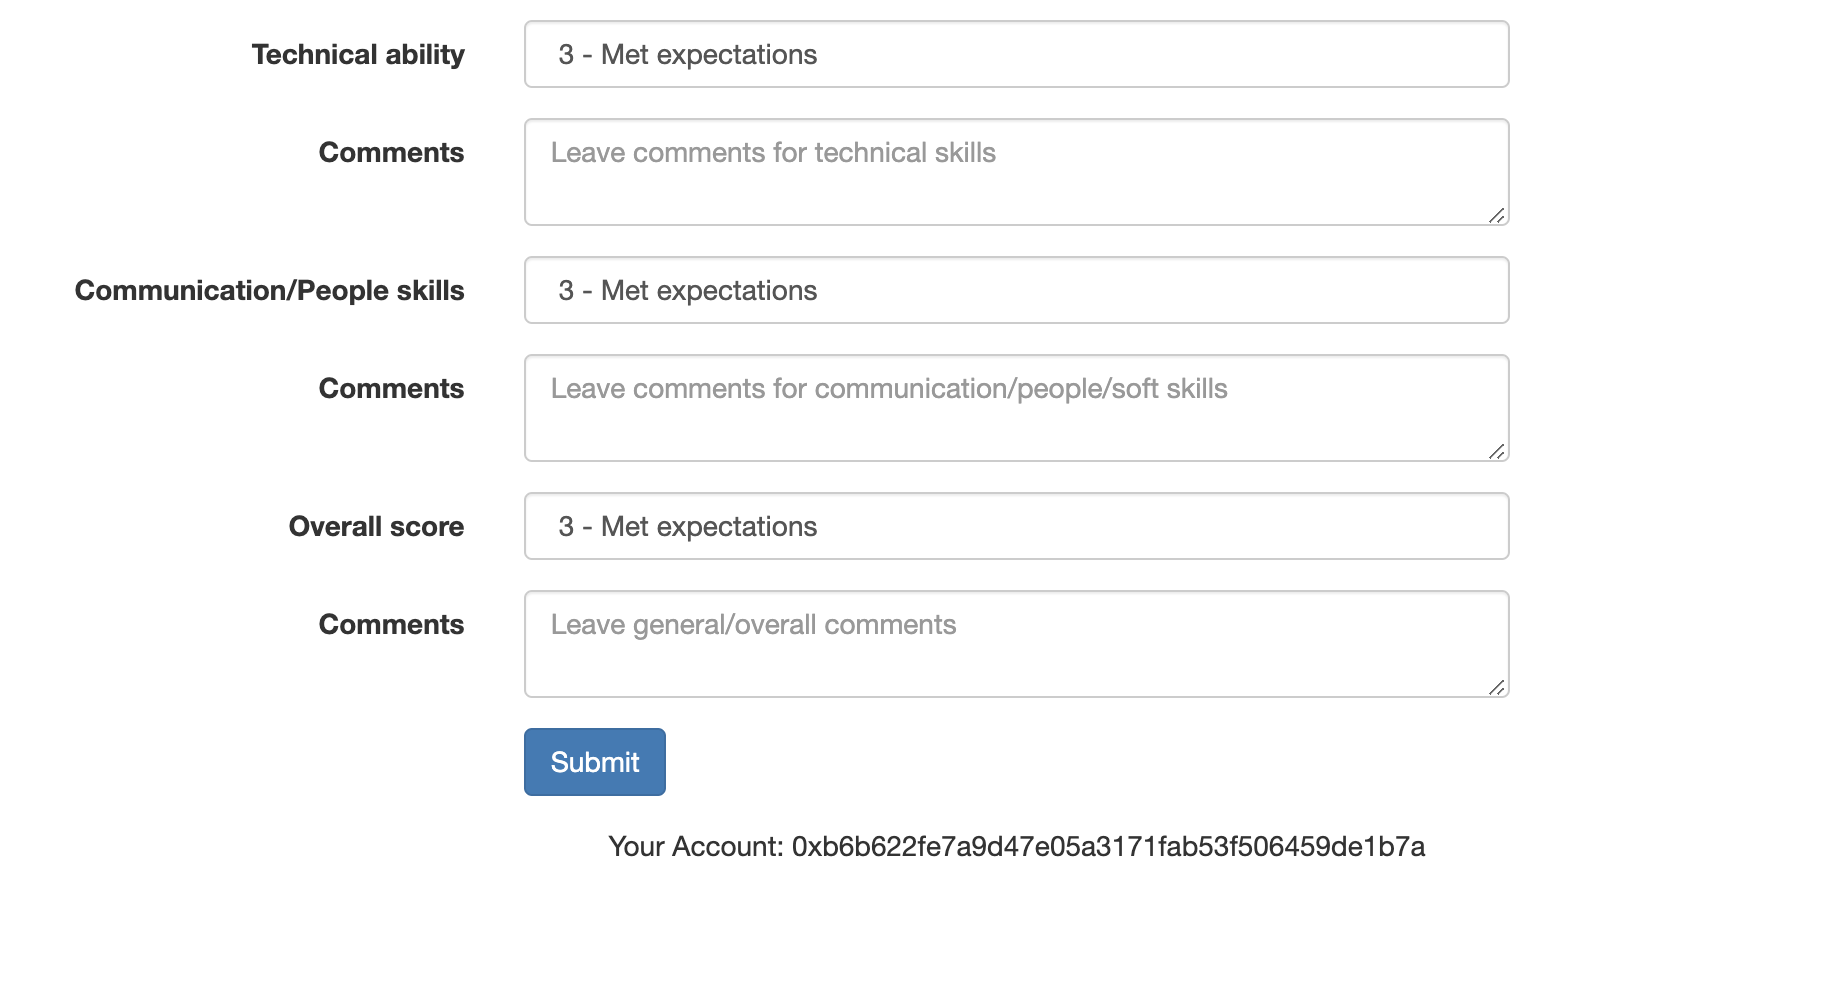 Technical ability
3 - Met expectations
Comments
Leave comments for technical skills
Communication/People skills
3 - Met expectations
Comments
Leave comments for communication/people/soft skills
Overall score
3 - Met expectations
Comments
Leave general/overall comments
Submit
Your Account: 0xb6b622fe7a9d47e05a3171fab53f506459de1b7a